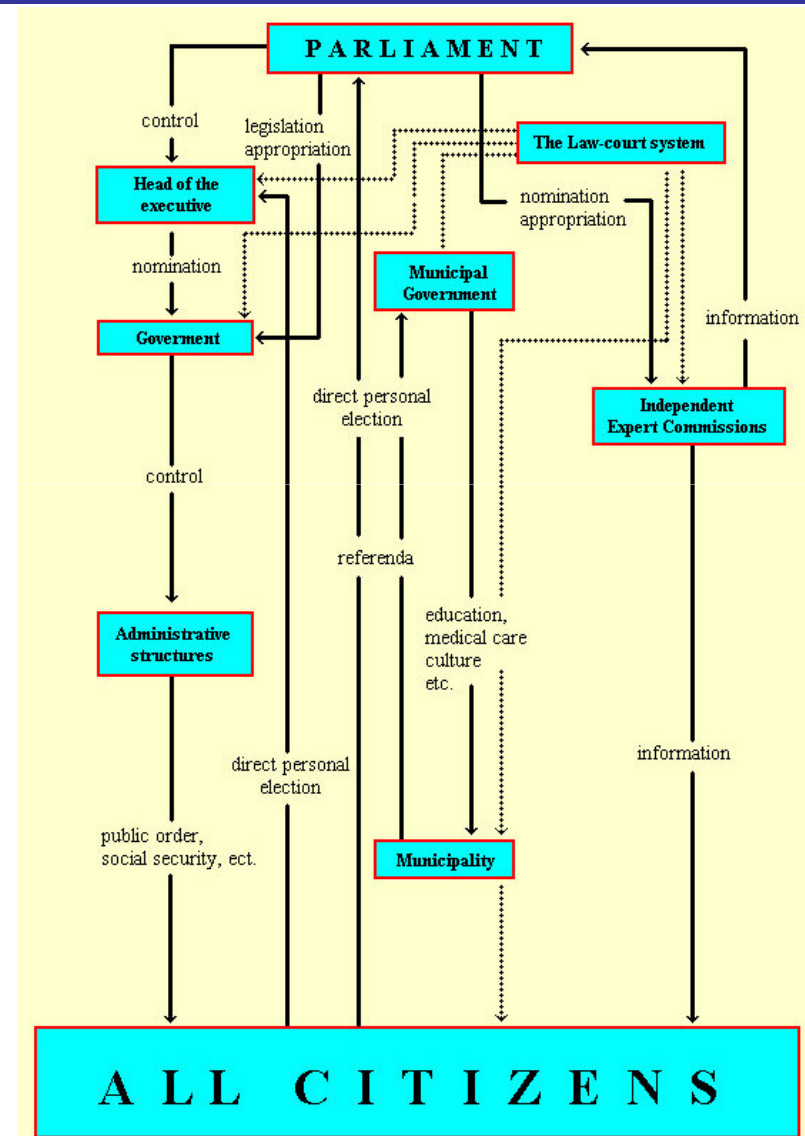 PARLIAMENT
control
legislation
appropriation
The Law-court system
Head of the
executive
nomination
appropriation
nomination
Municipal
Government
information
Goverment
direct personal
election
Independent
Expert Commissions
control
referenda
education,
medical care
culture
etc.
Administrative
structures
direct personal
election
information
public order,
social security, ect.
Municipality
ALL CITIZENS